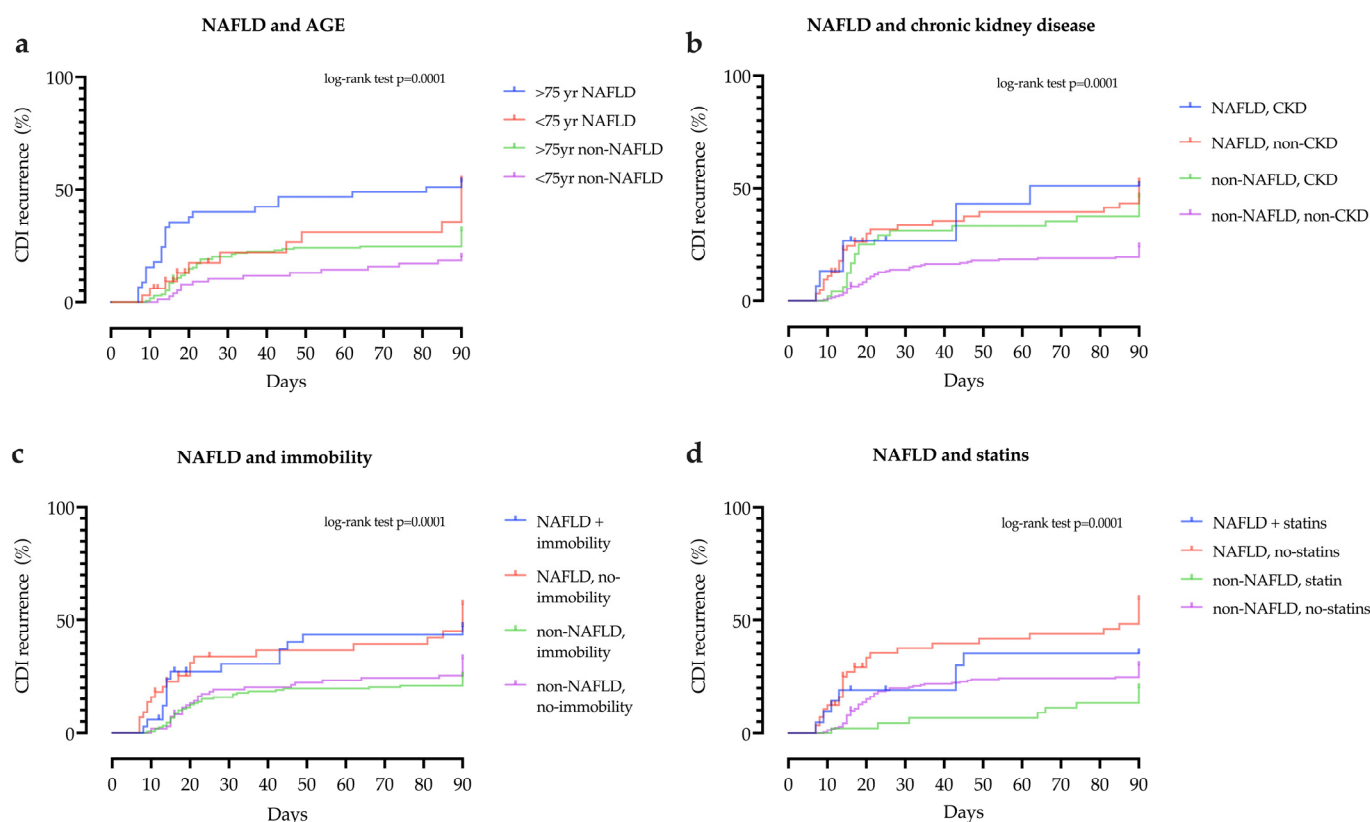 NAFLD and AGE
a
log-rank test p=0.0001
100
50
0
CDI recurrence (%)
0 10 20 30 40 50 60 70 80 90
Days
>75 yr NAFLD
<75 yr NAFLD
>75yr non-NAFLD
<75yr non-NAFLD
NAFLD and chronic kidney disease
b
log-rank test p=0.0001
100
50
0
CDI recurrence (%)
0 10 20 30 40 50 60 70 80 90
Days
NAFLD, CKD
NAFLD, non-CKD
non-NAFLD, CKD
non-NAFLD, non-CKD
NAFLD and immobility
c
log-rank test p=0.0001
100
50
0
CDI recurrence (%)
0 10 20 30 40 50 60 70 80 90
Days
NAFLD +
immobility
NAFLD, no-
immobility
non-NAFLD,
immobility
non-NAFLD,
no-immobility
NAFLD and statins
d
log-rank test p=0.0001
100
50
0
CDI recurrence (%)
0 10 20 30 40 50 60 70 80 90
Days
NAFLD + statins
NAFLD, no-statins
non-NAFLD, statin
non-NAFLD, no-statins